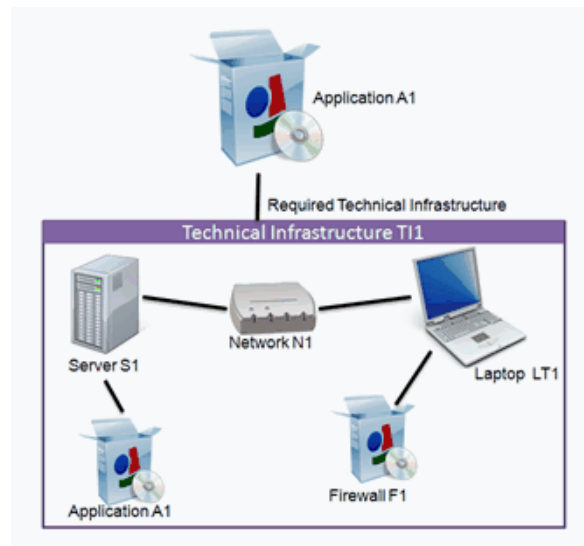 Application A1
Required Technical Infrastructure
Technical Infrastructure TI1
Network N1
Server S1
Laptop LT1
Firewall F1
Application A1